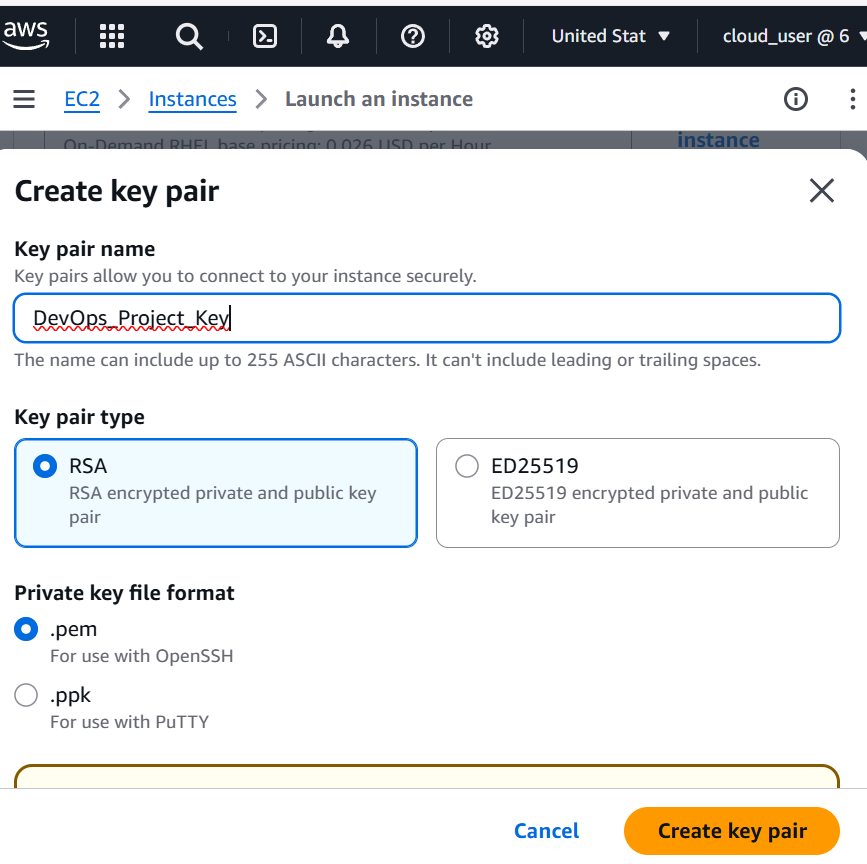 aws
United Stat
cloud_user @ 6
EC2 Instances Launch an instance
On-Demand RHEL base pricing: 0.026 USD per Hour
instance
Create key pair
Key pair name
Key pairs allow you to connect to your instance securely.
DevOps_Project_Key
The name can include up to 255 ASCII characters. It can't include leading or trailing spaces.
Key pair type
RSA
RSA encrypted private and public key
pair
ED25519
ED25519 encrypted private and public
key pair
Private key file format
.pem
For use with OpenSSH
.ppk
For use with PuTTY
Cancel
Create key pair